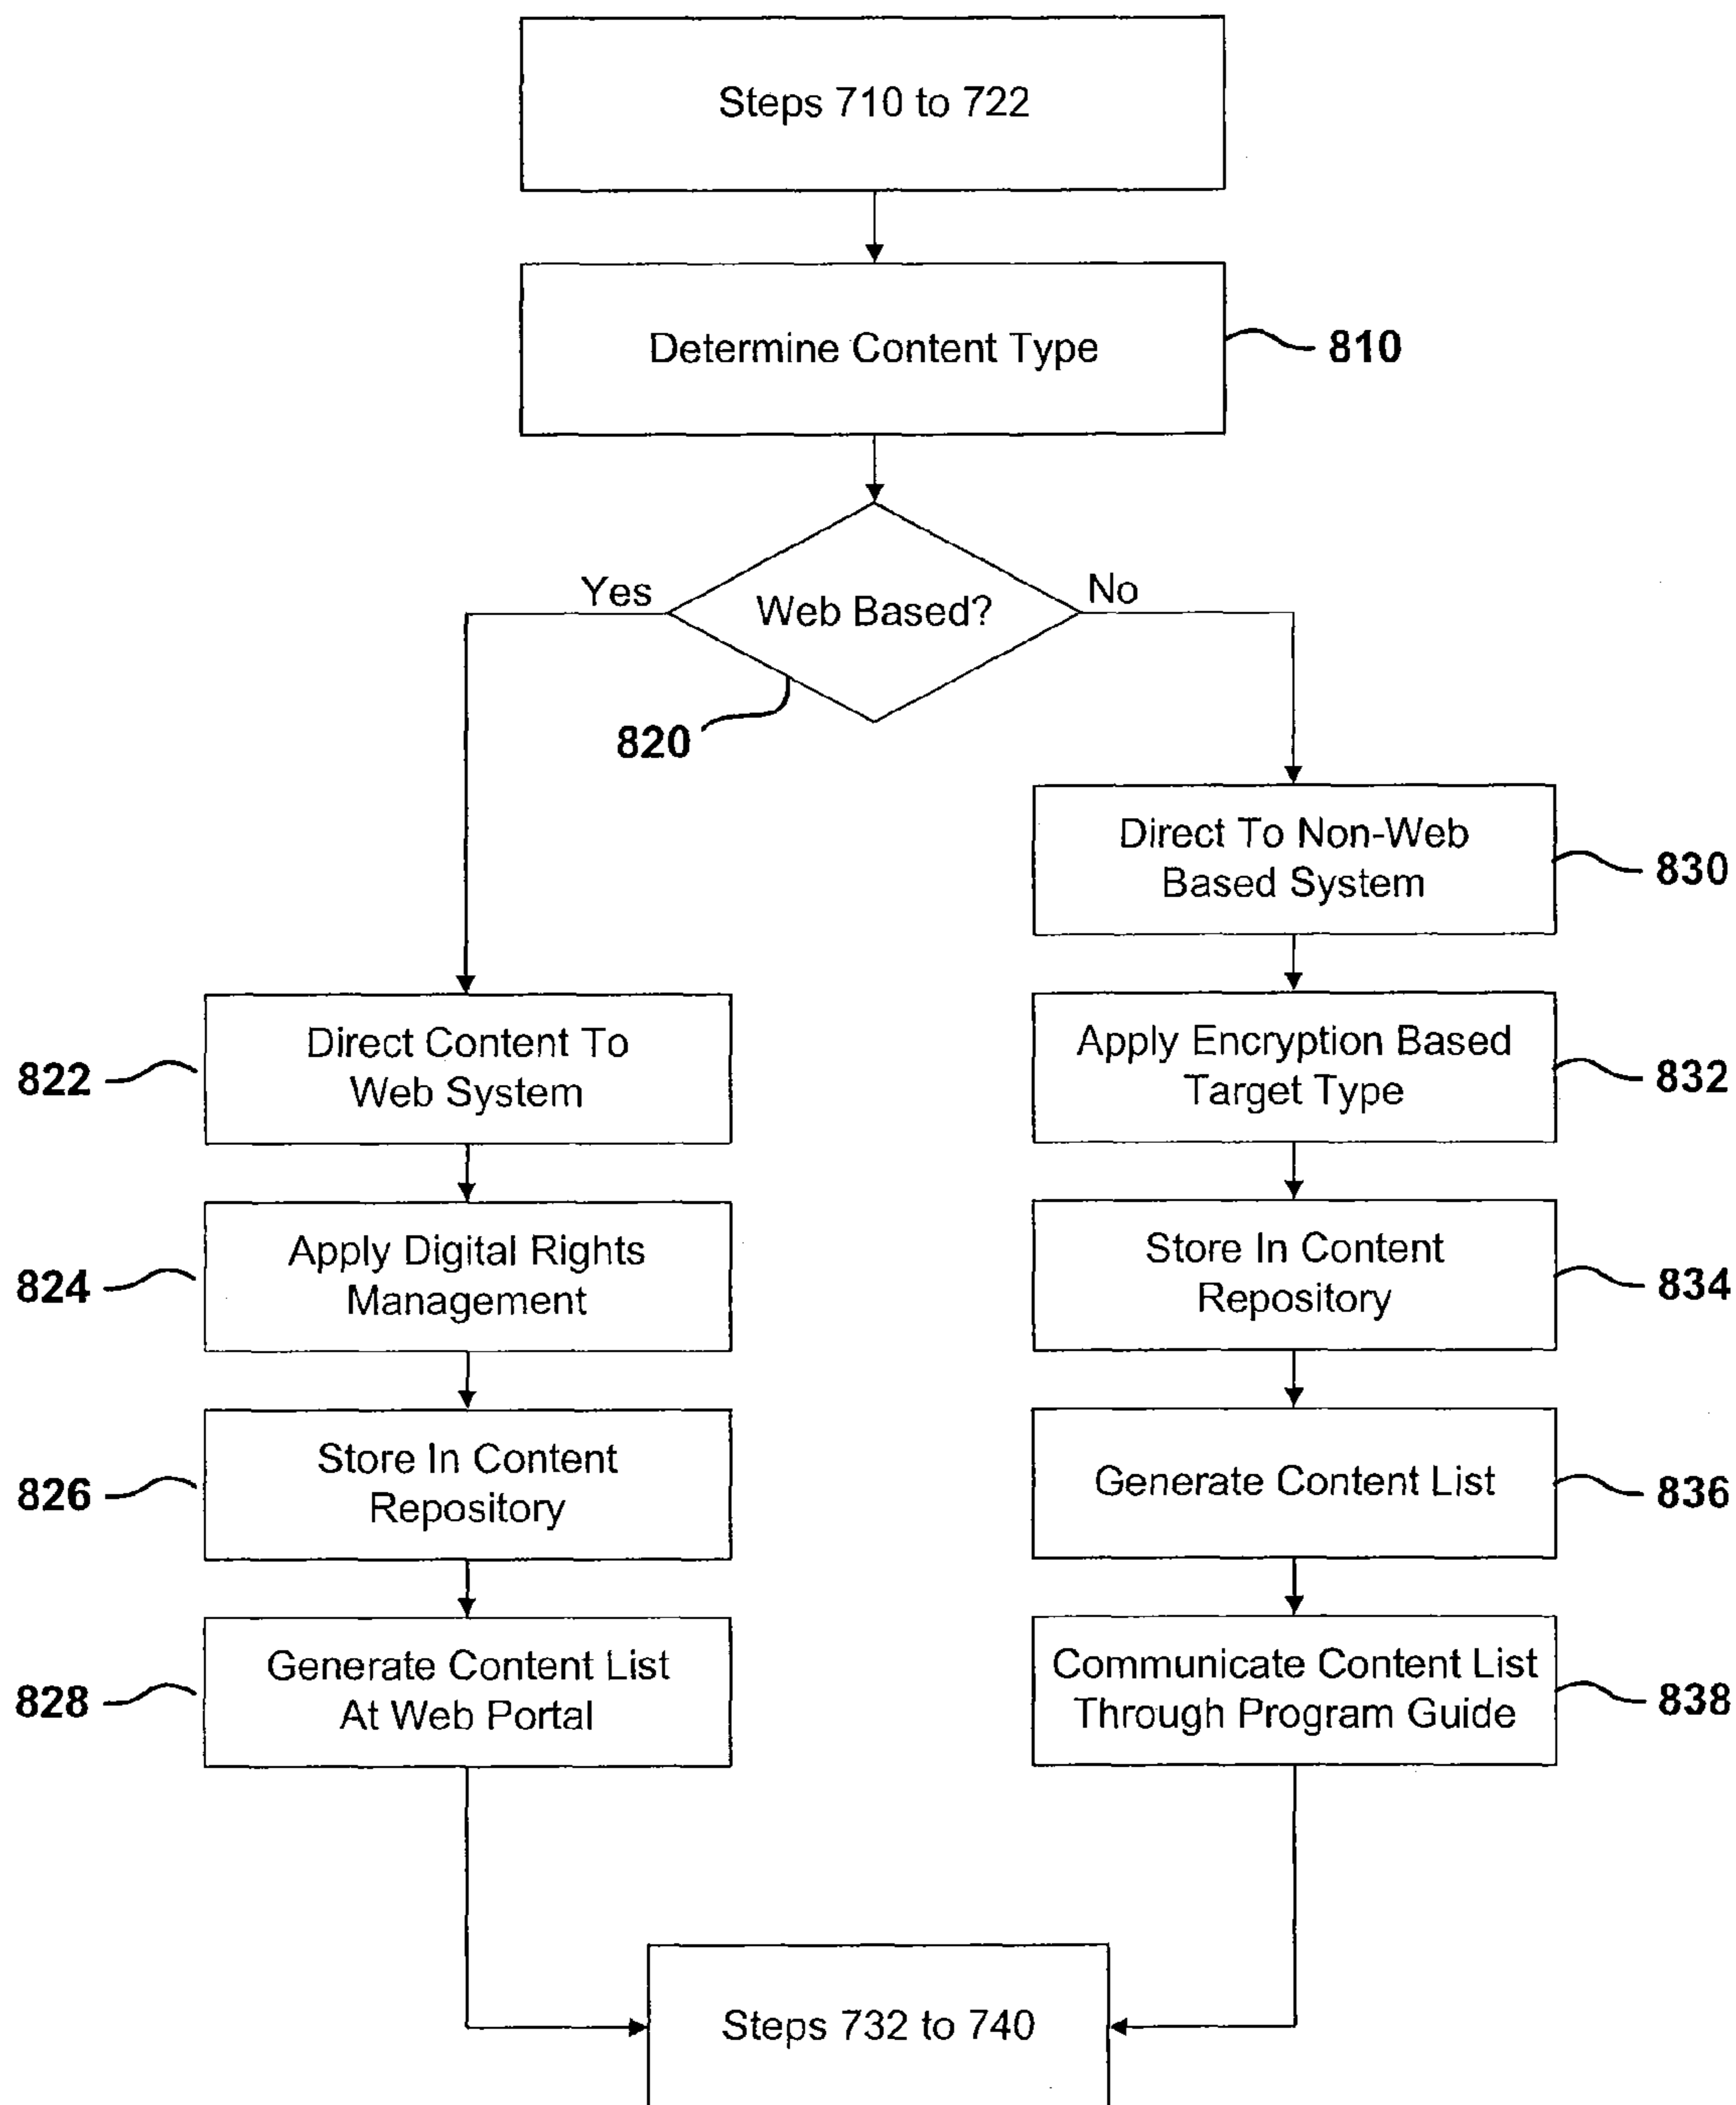 Steps 710 to 722
Determine Content Type
810
Yes
Web Based?
No
820
Direct To Non-Web
Based System
830
Direct Content To
Web System
822
Apply Encryption Based
Target Type
832
Apply Digital Rights
Management
824
Store In Content
Repository
834
Store In Content
Repository
826
Generate Content List
836
Generate Content List
At Web Portal
828
Communicate Content List
Through Program Guide
838
Steps 732 to 740